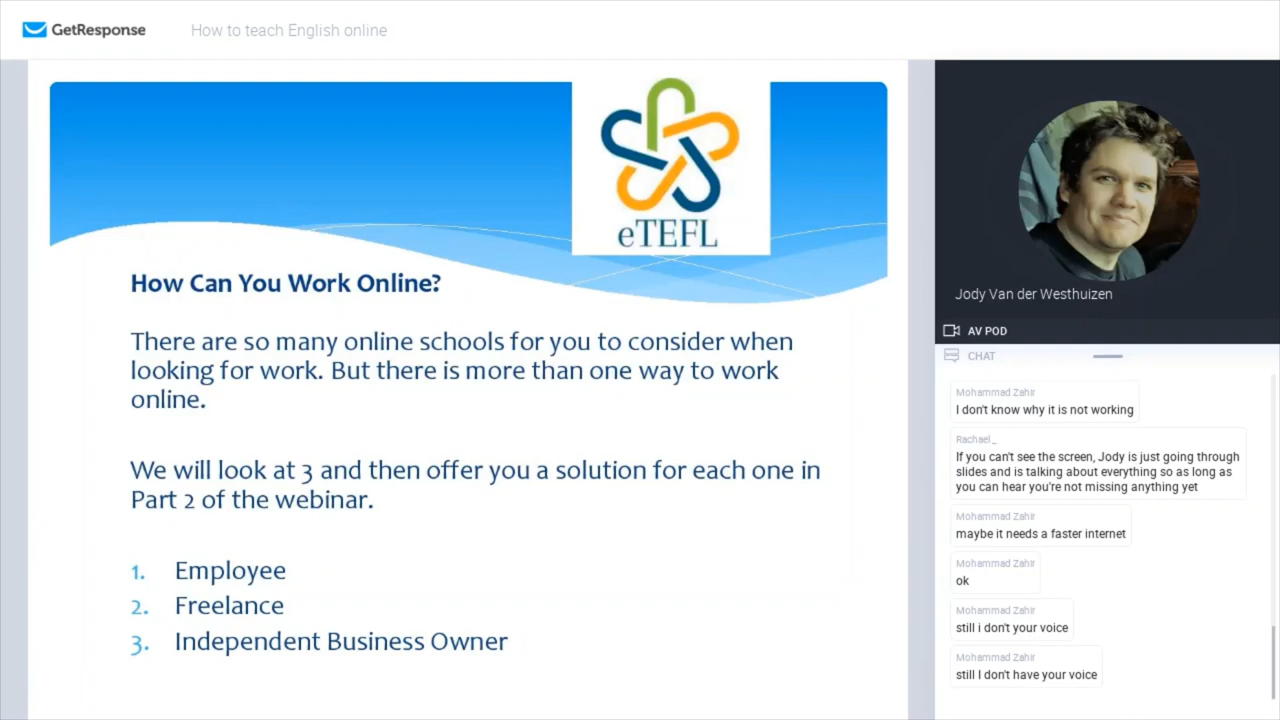 GetResponse
How to teach English online
eTEFL
How Can You Work Online?
There are so many online schools for you to consider when
looking for work. But there is more than one way to work
online.
We will look at 3 and then offer you a solution for each one in
Part 2 of the webinar.
1. Employee
2. Freelance
3. Independent Business Owner
Jody Van der Westhuizen
AV POD
CHAT
Mohammad Zahir
I don't know why it is not working
Rachael _
If you can't see the screen, Jody is just going through
slides and is talking about everything so as long as
you can hear you're not missing anything yet
Mohammad Zahir
maybe it needs a faster internet
Mohammad Zahir
ok
Mohammad Zahir
still i don't your voice
Mohammad Zahir
still I don't have your voice